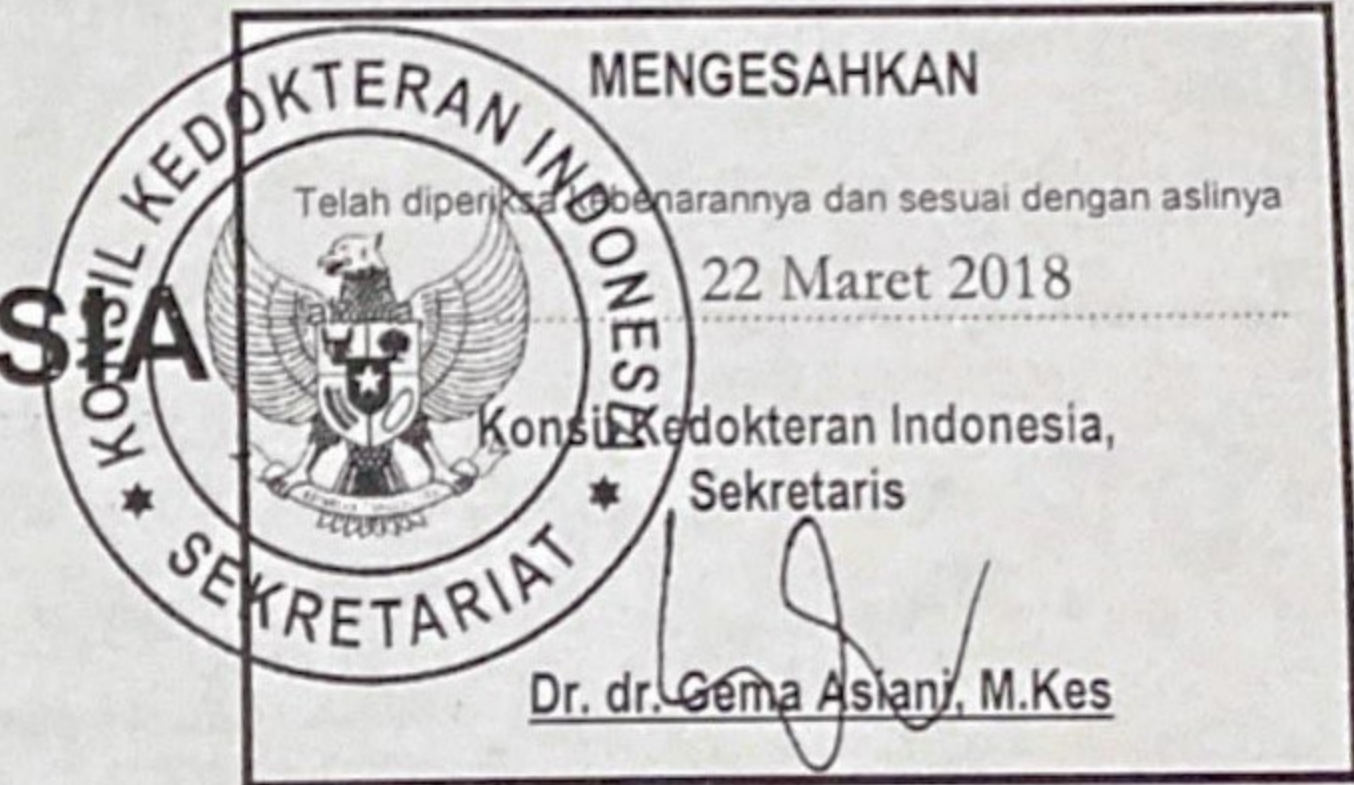 MENGESAHKAN
Telah diperiksa kebenarannya dan sesuai dengan aslinya
22 Maret 2018
Konsil Kedokteran Indonesia,
Sekretaris
Dr. dr. Gema Asiani, M.Kes
KONSIL KEDOKTERAN INDONESIA
SEKRETARIAT
SIA